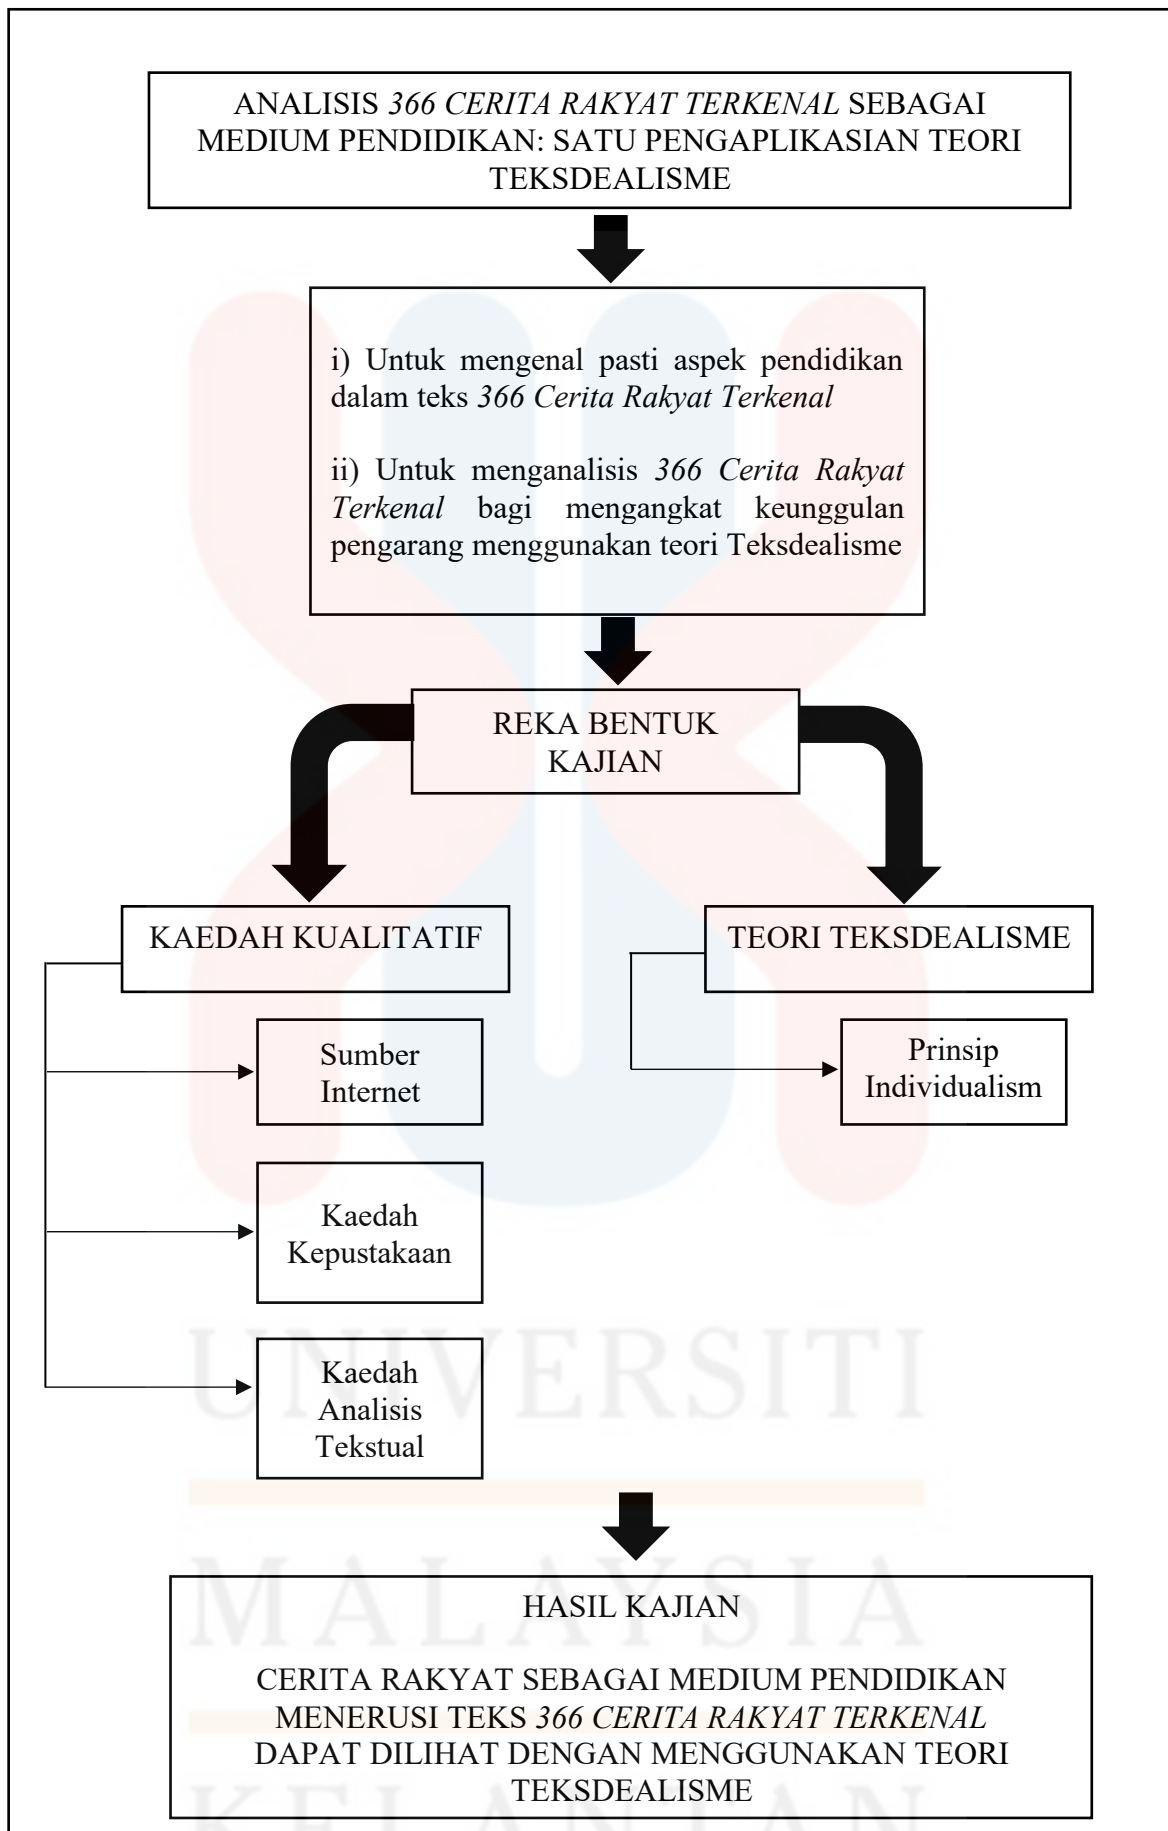 ANALISIS 366 CERITA RAKYAT TERKENAL SEBAGAI
MEDIUM PENDIDIKAN: SATU PENGAPLIKASIAN TEORI
TEKSDEALISME
i) Untuk mengenal pasti aspek pendidikan
dalam teks 366 Cerita Rakyat Terkenal
ii) Untuk menganalisis 366 Cerita Rakyat
Terkenal bagi mengangkat keunggulan
pengarang menggunakan teori Teksdealisme
REKA BENTUK
KAJIAN
KAEDAH KUALITATIF
TEORI TEKSDEALISME
Sumber
Internet
Prinsip
Individualism
Kaedah
Kepustakaan
Kaedah
Analisis
Tekstual
UNIVERSITI
MALAYSIA
KELANTAN
HASIL KAJIAN
CERITA RAKYAT SEBAGAI MEDIUM PENDIDIKAN
MENERUSI TEKS 366 CERITA RAKYAT TERKENAL
DAPAT DILIHAT DENGAN MENGGUNAKAN TEORI
TEKSDEALISME